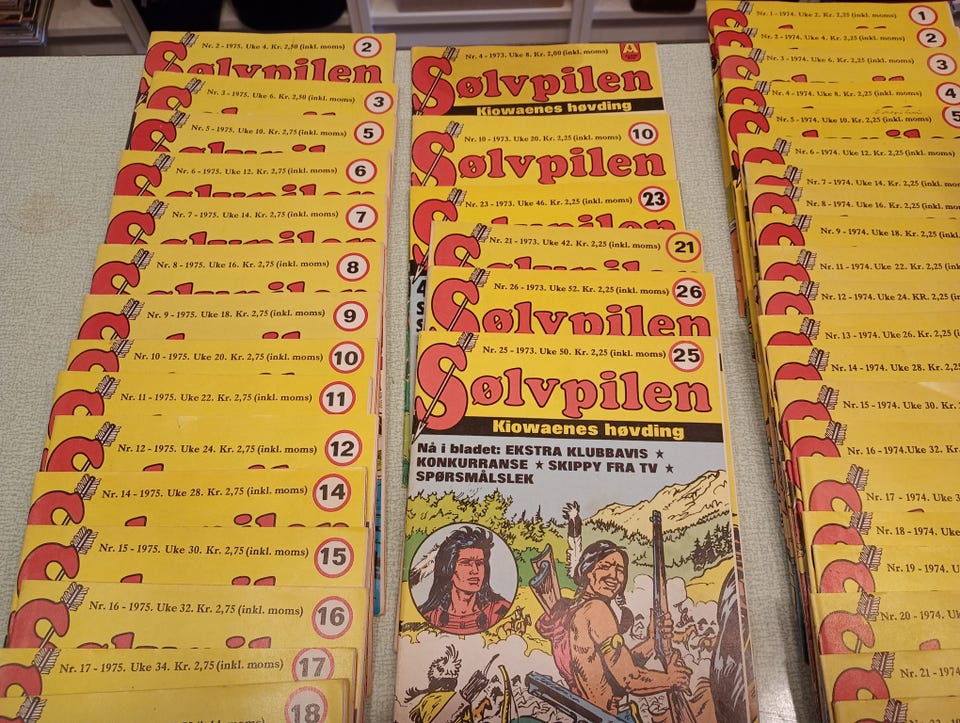 Nr. 2 - 1975. Uke 4. Kr. 2,50 (inkl. moms) 2
Sølvpilen
Nr. 3 - 1975. Uke 6. Kr. 2,50 (inkl. moms) 3
Nr. 5 - 1975. Uke 10. Kr. 2,75 (inkl. moms) 5
Nr. 6 - 1975. Uke 12. Kr. 2,75 (inkl. moms) 6
Nr. 7 - 1975. Uke 14. Kr. 2,75 (inkl. moms) 7
Sølvpilen
Nr. 8 - 1975. Uke 16. Kr. 2,75 (inkl. moms) 8
Nr. 9 - 1975. Uke 18. Kr. 2,75 (inkl. moms) 9
Nr. 10 - 1975. Uke 20. Kr. 2,75 (inkl. moms) 10
Nr. 11 - 1975. Uke 22. Kr. 2,75 (inkl. moms) 11
Nr. 12 - 1975. Uke 24. Kr. 2,75 (inkl. moms) 12
Nr. 14 - 1975. Uke 28. Kr. 2,75 (inkl. moms) 14
Nr. 15 - 1975. Uke 30. Kr. 2,75 (inkl. moms) 15
Nr. 16 - 1975. Uke 32. Kr. 2,75 (inkl. moms) 16
Sølvpilen
Nr. 17 - 1975. Uke 34. Kr. 2,75 (inkl. moms) 17
18
Nr. 4 - 1973. Uke 8. Kr. 2,00 (inkl. moms)
Sølvpilen
Kiowaenes høvding
Nr. 10 - 1973. Uke 20. Kr. 2,25 (inkl. moms) 10
Sølvpilen
Nr. 23 - 1973. Uke 46. Kr. 2,25 (inkl. moms) 23
Sølvpilen
Nr. 21 - 1973. Uke 42. Kr. 2,25 (inkl. moms) 21
Sølvpilen
Nr. 26 - 1973. Uke 52. Kr. 2,25 (inkl. moms) 26
Sølvpilen
Nr. 25 - 1973. Uke 50. Kr. 2,25 (inkl. moms) 25
Sølvpilen
Kiowaenes høvding
Nå i bladet: EKSTRA KLUBBAVIS ★
KONKURRANSE ★ SKIPPY FRA TV ★
SPØRSMÅLSLEK
Nr. 1 - 1974. Uke 2. Kr. 2,25 (inkl. moms) 1
Nr. 2 - 1974. Uke 4. Kr. 2,25 (inkl. moms) 2
Nr. 3 - 1974. Uke 6. Kr. 2,25 (inkl. moms) 3
Nr. 4 - 1974. Uke 8. Kr. 2,25 (inkl. moms) 4
Nr. 5 - 1974. Uke 10. Kr. 2,25 (inkl. moms) 5
Nr. 6 - 1974. Uke 12. Kr. 2,25 (inkl. moms)
Nr. 7 - 1974. Uke 14. Kr. 2,25 (inkl.
Nr. 8 - 1974. Uke 16. Kr. 2,25 (inkl.
Nr. 9 - 1974. Uke 18. Kr. 2,25 (inkl.
Nr. 11 - 1974. Uke 22. Kr. 2,25 (inkl.
Nr. 12 - 1974. Uke 24. KR. 2,25 (
Nr. 13 - 1974. Uke 26. Kr. 2,25
Nr. 14 - 1974. Uke 28. Kr. 2,25
Nr. 15 - 1974. Uke 30. Kr.
Nr. 16 - 1974. Uke 32. Kr.
Nr. 17 - 1974. Uke 3
Nr. 18 - 1974. Uke
Nr. 19 - 1974. U
Nr. 20 - 1974. U
Nr. 21 - 1974